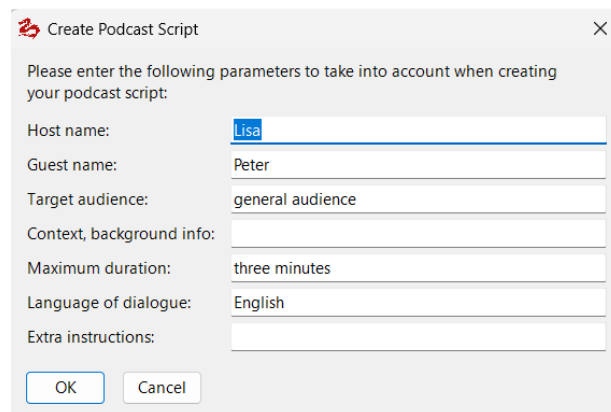 Create Podcast Script
Please enter the following parameters to take into account when creating
your podcast script:
Host name: Lisa
Guest name: Peter
Target audience: general audience
Context, background info:
Maximum duration: three minutes
Language of dialogue: English
Extra instructions:
OK Cancel